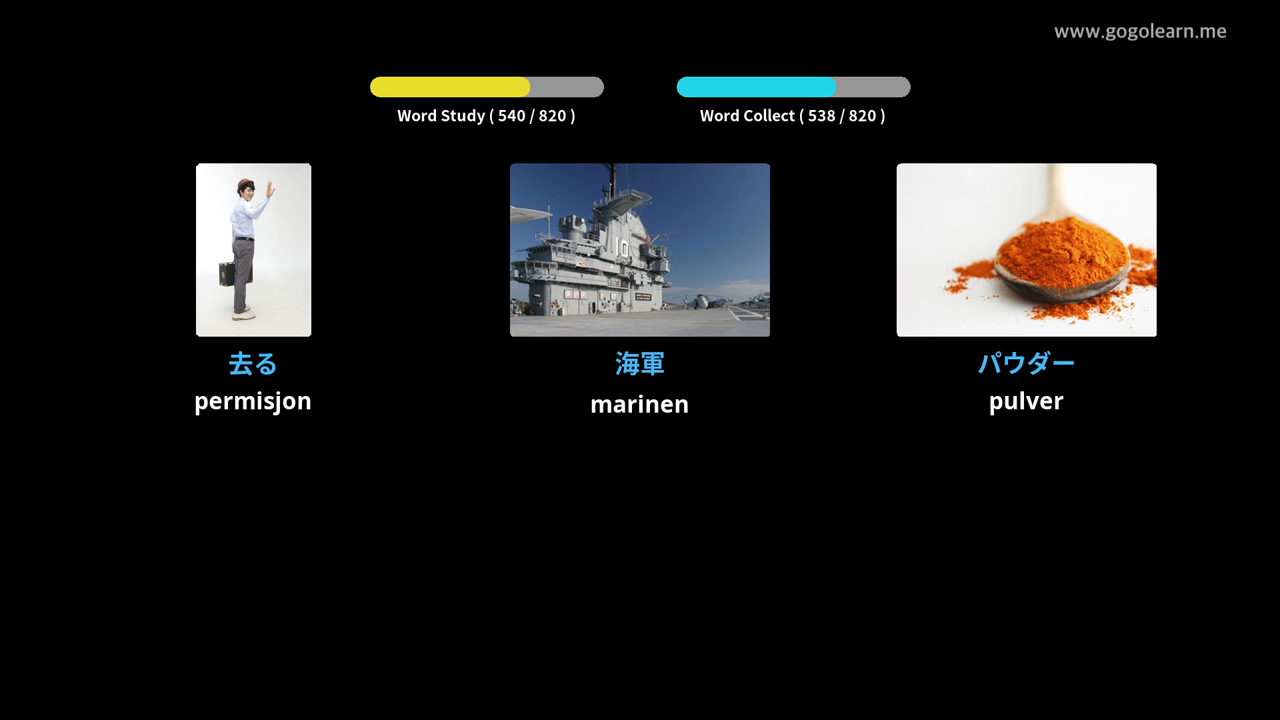 www.gogolearn.me
Word Study ( 540 / 820 )
Word Collect ( 538 / 820 )
去る
海軍
パウダー
permisjon
marinen
pulver